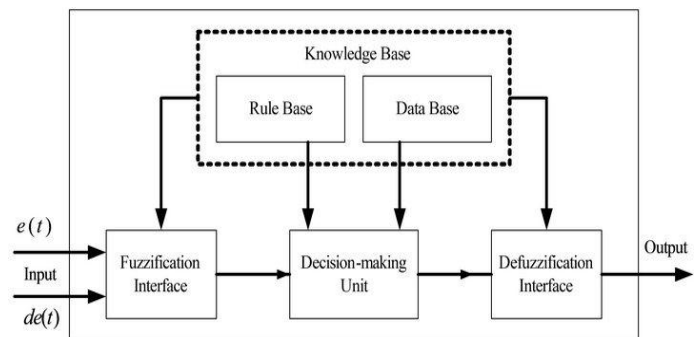 Knowledge Base
Rule Base
Data Base
e(t)
Input
de(t)
Fuzzification
Interface
Decision-making
Unit
Defuzzification
Interface
Output